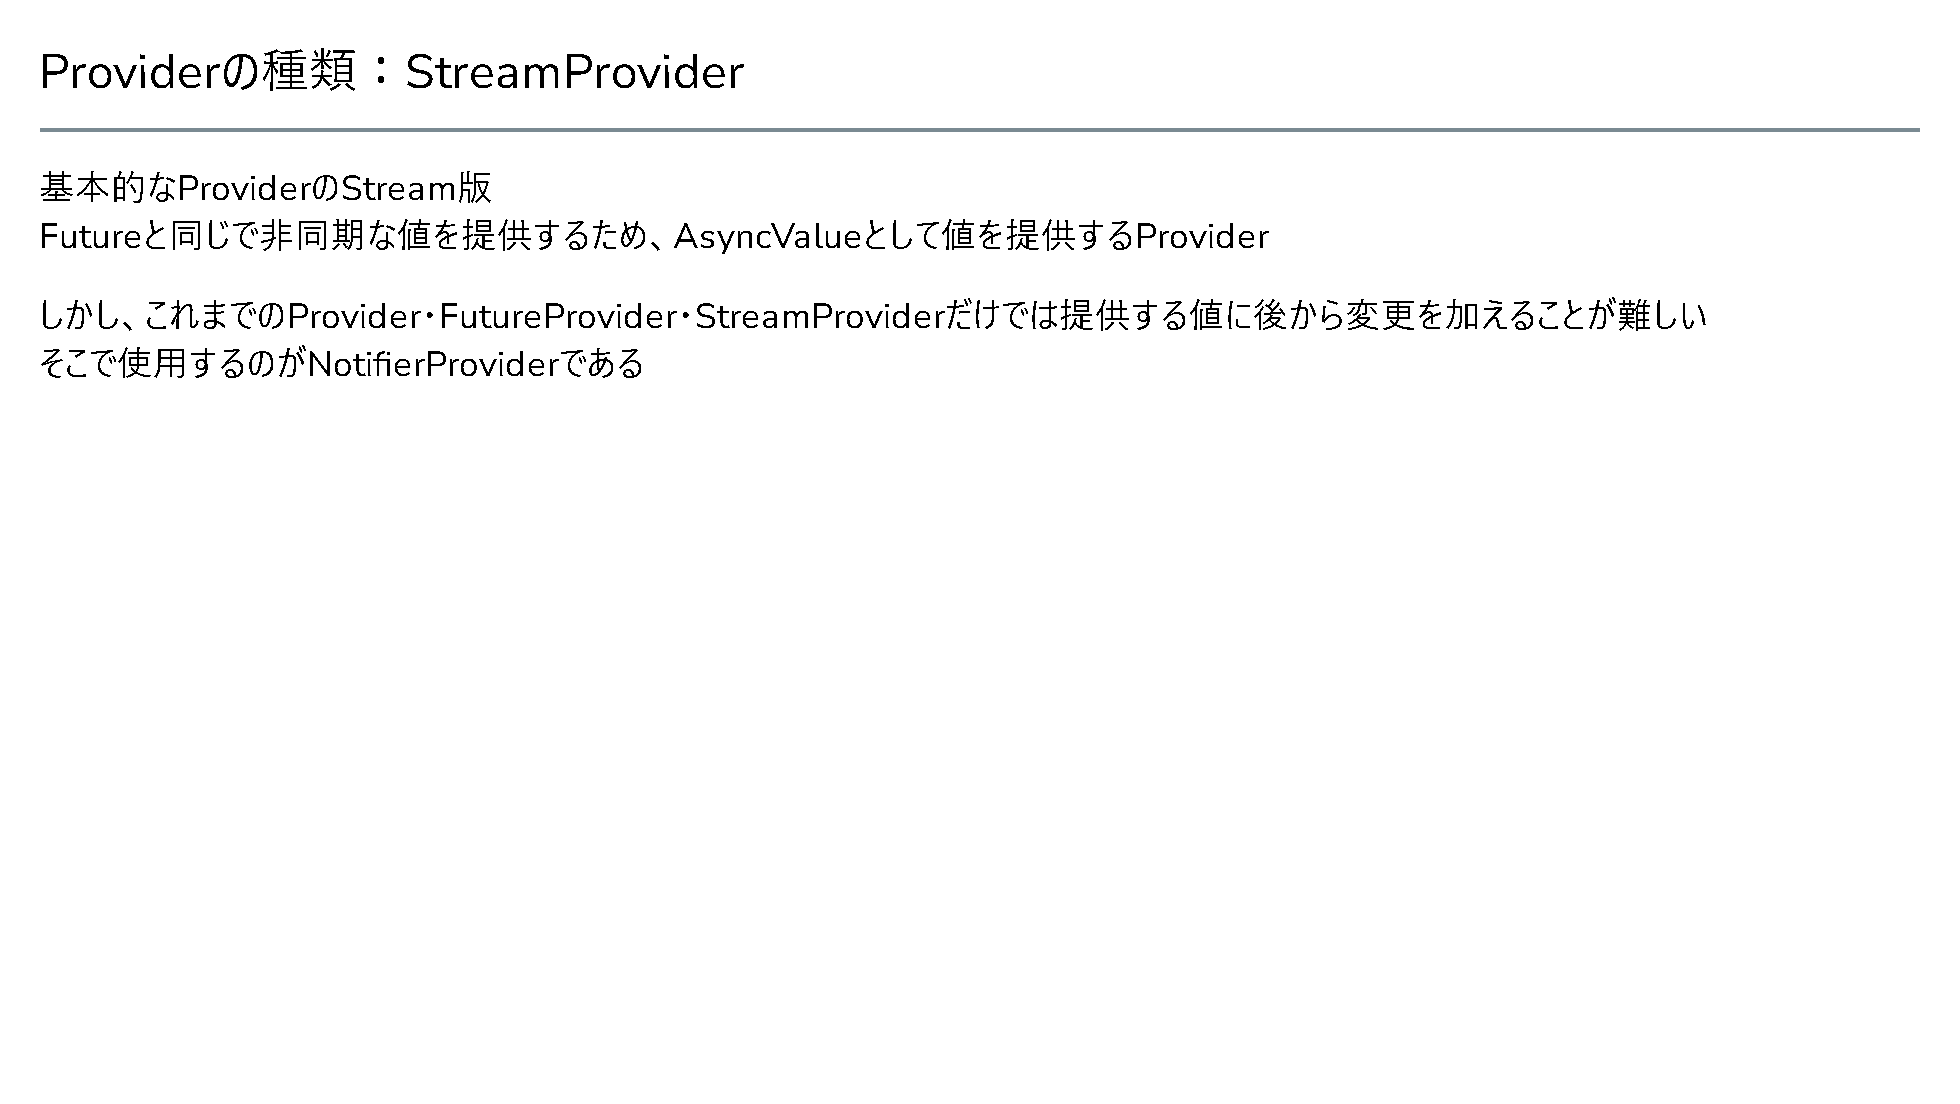 Providerの種類：StreamProvider
基本的なProviderのStream版
Futureと同じで非同期な値を提供するため、AsyncValueとして値を提供するProvider
しかし、これまでのProvider・FutureProvider・StreamProviderだけでは提供する値に後から変更を加えることが難しい
そこで使用するのがNotifierProviderである